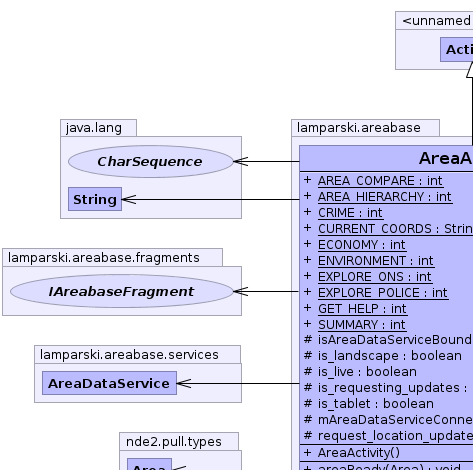 <unnamed
Acti
java.lang
CharSequence
String
lamparski.areabase
AreaA
+ AREA_COMPARE : int
+ AREA_HIERARCHY : int
+ CRIME : int
+ CURRENT_COORDS : Strin
+ ECONOMY : int
+ ENVIRONMENT : int
+ EXPLORE_ONS : int
+ EXPLORE_POLICE : int
+ GET_HELP : int
+ SUMMARY : int
# isAreaDataServiceBound
# is_landscape : boolean
# is_live : boolean
# is_requesting_updates :
# is_tablet : boolean
# mAreaDataServiceConne
# request_location_update
+ AreaActivity()
+ areaReady(Area) : void
lamparski.areabase.fragments
IAreabaseFragment
lamparski.areabase.services
AreaDataService
nde2.pull.types
Area